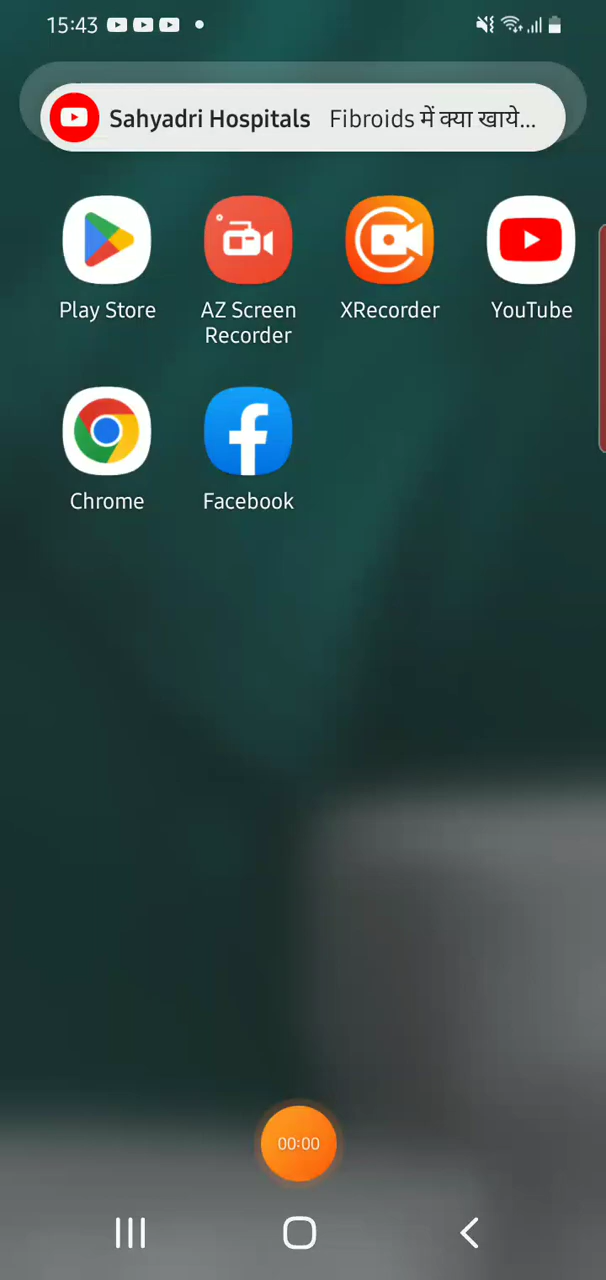 15:43
Sahyadri Hospitals Fibroids में क्या खाये...
Play Store
AZ Screen Recorder
XRecorder
YouTube
Chrome
Facebook
00:00